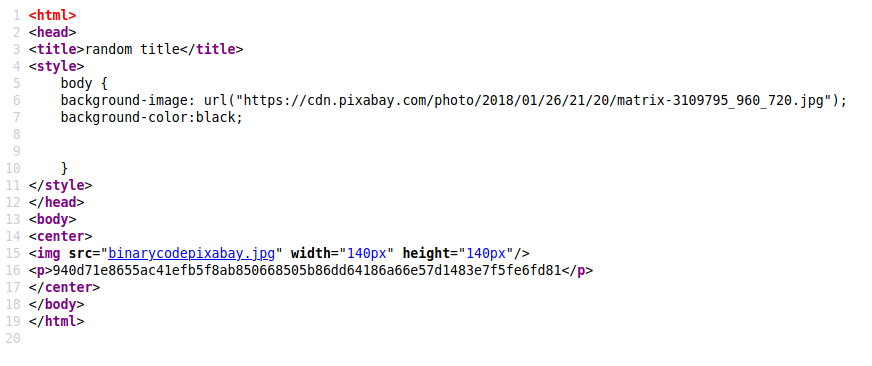 1 <html>
2 <head>
3 <title>random title</title>
4 <style>
5     body {
6     background-image: url("https://cdn.pixabay.com/photo/2018/01/26/21/20/matrix-3109795_960_720.jpg");
7     background-color:black;
8
9
10     }
11 </style>
12 </head>
13 <body>
14 <center>
15 <img src="binarycodepixabay.jpg" width="140px" height="140px"/>
16 <p>940d71e8655ac41efb5f8ab850668505b86dd64186a66e57d1483e7f5fe6fd81</p>
17 </center>
18 </body>
19 </html>
20